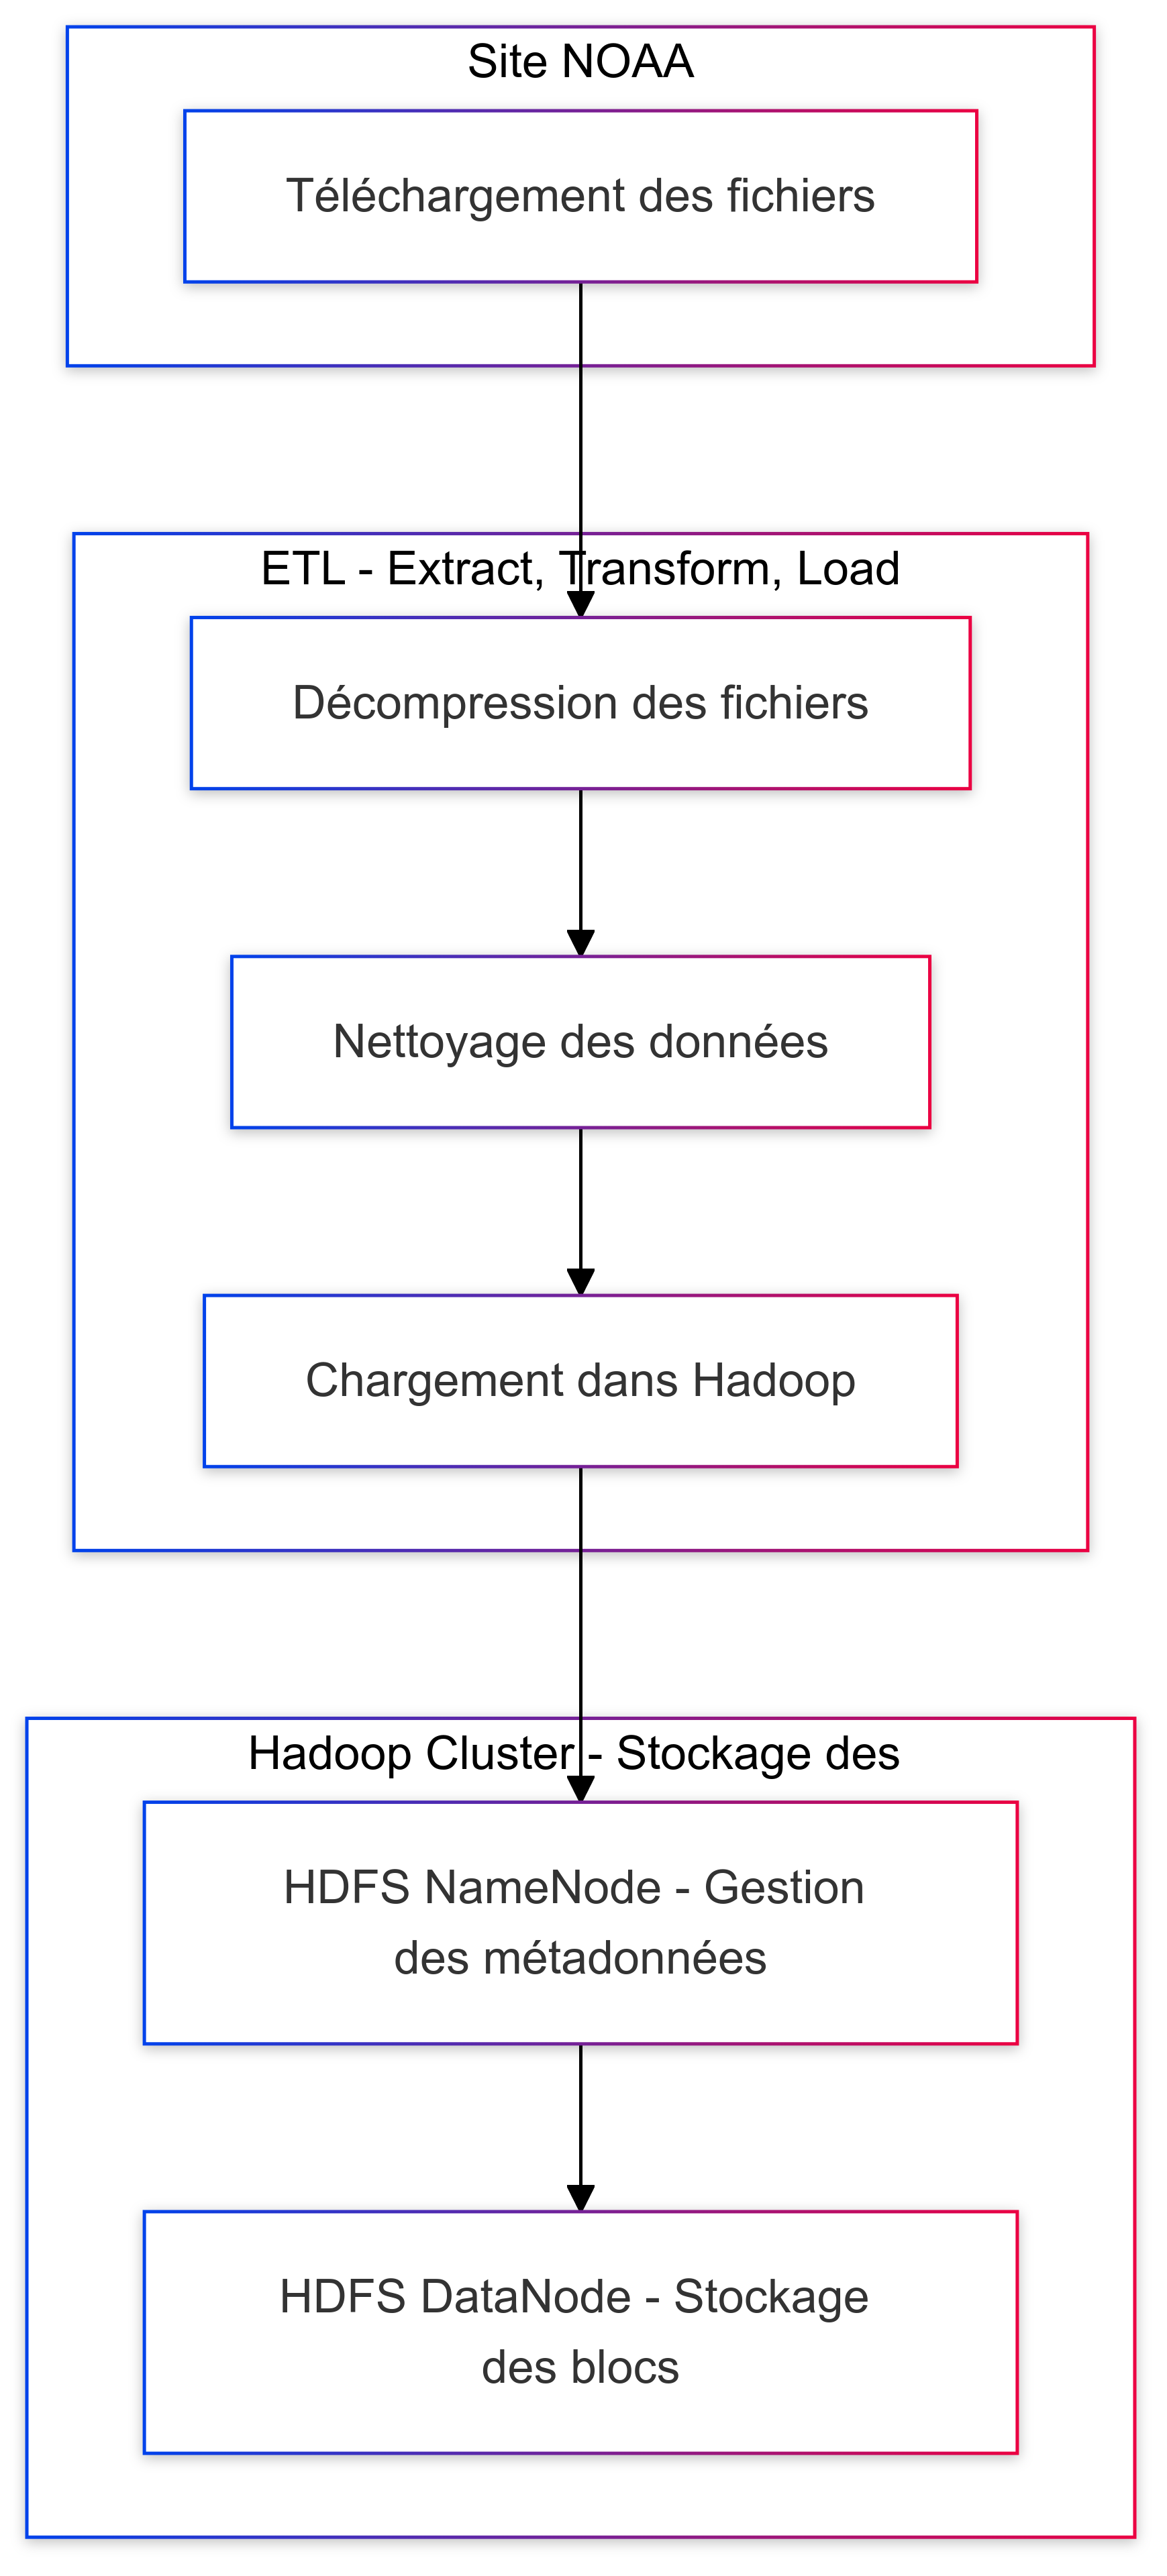 Site NOAA
Téléchargement des fichiers
ETL - Extract, Transform, Load
Décompression des fichiers
Nettoyage des données
Chargement dans Hadoop
Hadoop Cluster - Stockage des
HDFS NameNode - Gestion
des métadonnées
HDFS DataNode - Stockage
des blocs